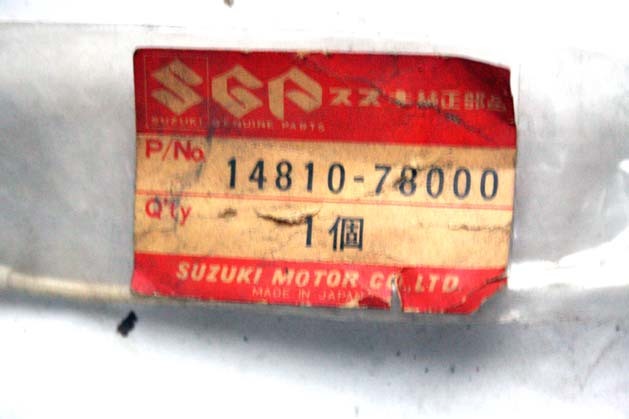 SGP スズキ純正部品
SUZUKI GENUINE PARTS
P/No. 14810-78000
Q'ty 1個
SUZUKI MOTOR CO., LTD.
MADE IN JAPAN